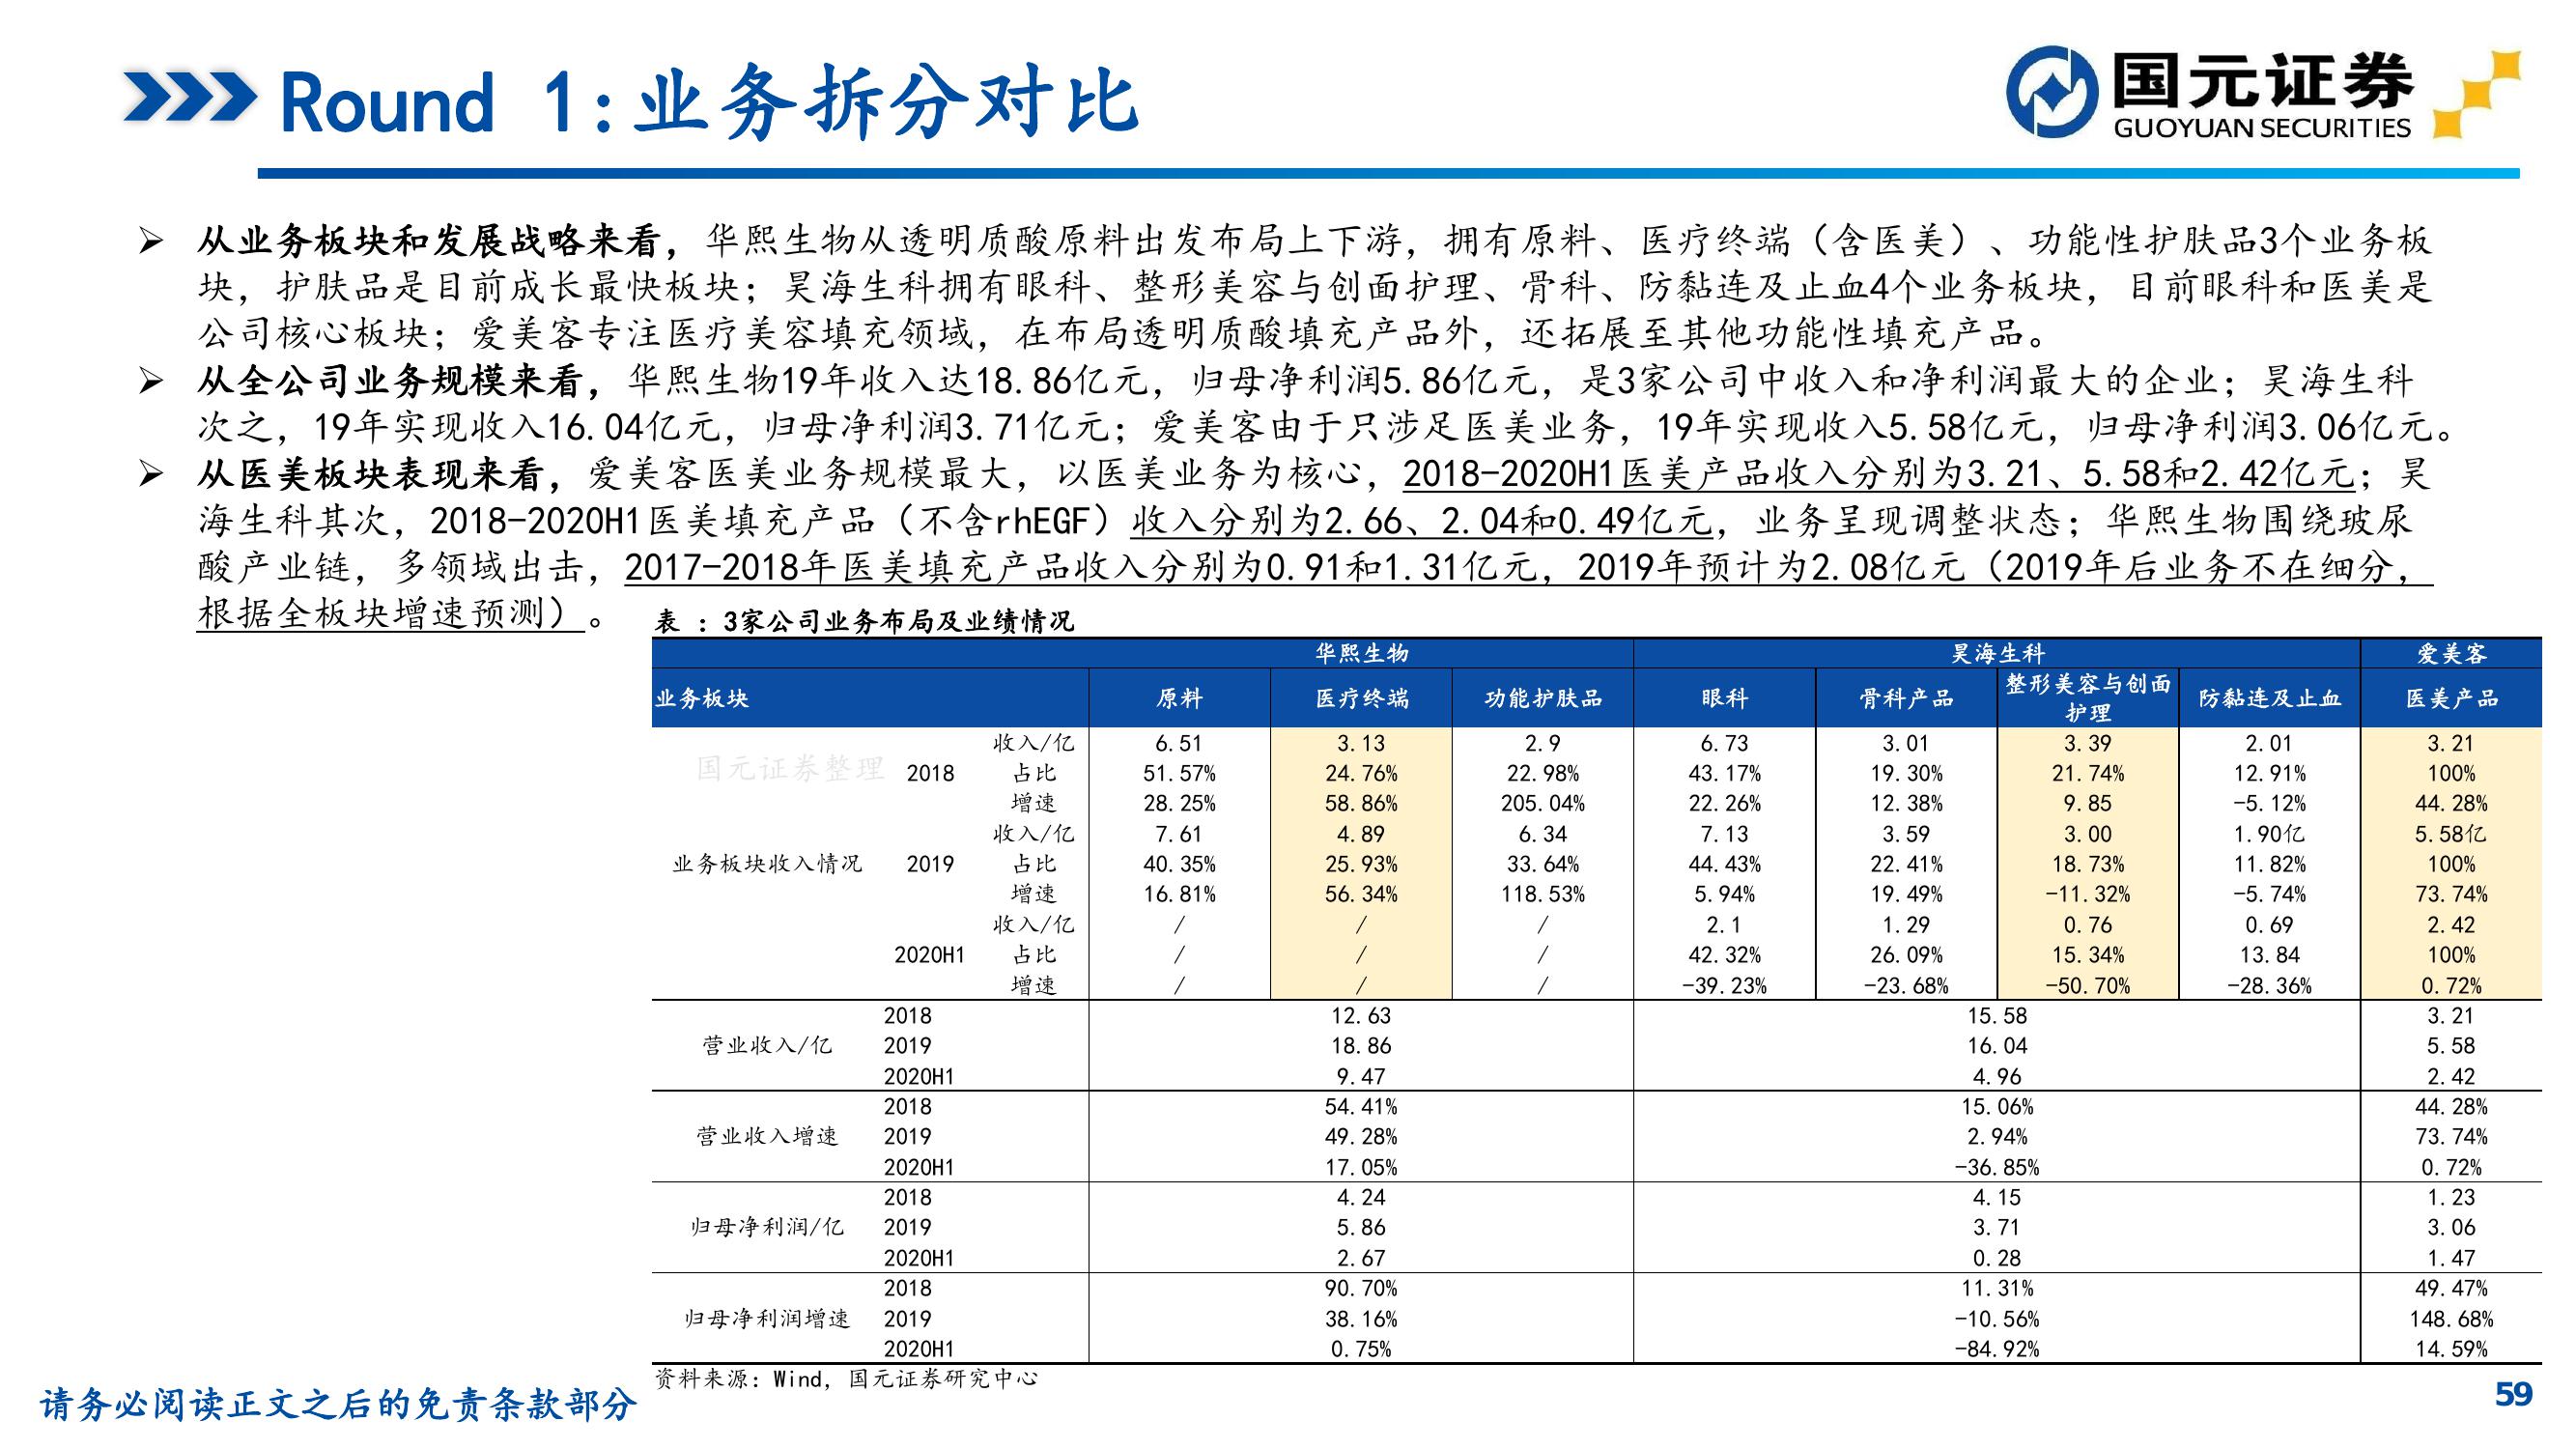 Round 1:业务拆分对比
国元证券
GUOYUAN SECURITIES
➢ 从业务板块和发展战略来看，华熙生物从透明质酸原料出发布局上下游，拥有原料、医疗终端（含医美）、功能性护肤品3个业务板
块，护肤品是目前成长最快板块；昊海生科拥有眼科、整形美容与创面护理、骨科、防黏连及止血4个业务板块，目前眼科和医美是
公司核心板块；爱美客专注医疗美容填充领域，在布局透明质酸填充产品外，还拓展至其他功能性填充产品。
➢ 从全公司业务规模来看，华熙生物19年收入达18.86亿元，归母净利润5.86亿元，是3家公司中收入和净利润最大的企业；昊海生科
次之，19年实现收入16.04亿元，归母净利润3.71亿元；爱美客由于只涉足医美业务，19年实现收入5.58亿元，归母净利润3.06亿元。
➢ 从医美板块表现来看，爱美客医美业务规模最大，以医美业务为核心，2018-2020H1医美产品收入分别为3.21、5.58和2.42亿元；昊
海生科其次，2018-2020H1医美填充产品（不含rhEGF）收入分别为2.66、2.04和0.49亿元，业务呈现调整状态；华熙生物围绕玻尿
酸产业链，多领域出击，2017-2018年医美填充产品收入分别为0.91和1.31亿元，2019年预计为2.08亿元（2019年后业务不在细分，
根据全板块增速预测）。
表 ：3家公司业务布局及业绩情况
华熙生物 昊海生科 爱美客
业务板块 原料 医疗终端 功能护肤品 眼科 骨科产品 整形美容与创面护理 防黏连及止血 医美产品
国元证券整理
业务板块收入情况 2018 收入/亿 6.51 3.13 2.9 6.73 3.01 3.39 2.01 3.21
占比 51.57% 24.76% 22.98% 43.17% 19.30% 21.74% 12.91% 100%
增速 28.25% 58.86% 205.04% 22.26% 12.38% 9.85 -5.12% 44.28%
2019 收入/亿 7.61 4.89 6.34 7.13 3.59 3.00 1.90亿 5.58亿
占比 40.35% 25.93% 33.64% 44.43% 22.41% 18.73% 11.82% 100%
增速 16.81% 56.34% 118.53% 5.94% 19.49% -11.32% -5.74% 73.74%
2020H1 收入/亿 / / / 2.1 1.29 0.76 0.69 2.42
占比 / / / 42.32% 26.09% 15.34% 13.84 100%
增速 / / / -39.23% -23.68% -50.70% -28.36% 0.72%
营业收入/亿 2018 12.63 15.58 3.21
2019 18.86 16.04 5.58
2020H1 9.47 4.96 2.42
营业收入增速 2018 54.41% 15.06% 44.28%
2019 49.28% 2.94% 73.74%
2020H1 17.05% -36.85% 0.72%
归母净利润/亿 2018 4.24 4.15 1.23
2019 5.86 3.71 3.06
2020H1 2.67 0.28 1.47
归母净利润增速 2018 90.70% 11.31% 49.47%
2019 38.16% -10.56% 148.68%
2020H1 0.75% -84.92% 14.59%
资料来源：Wind，国元证券研究中心
请务必阅读正文之后的免责条款部分
59